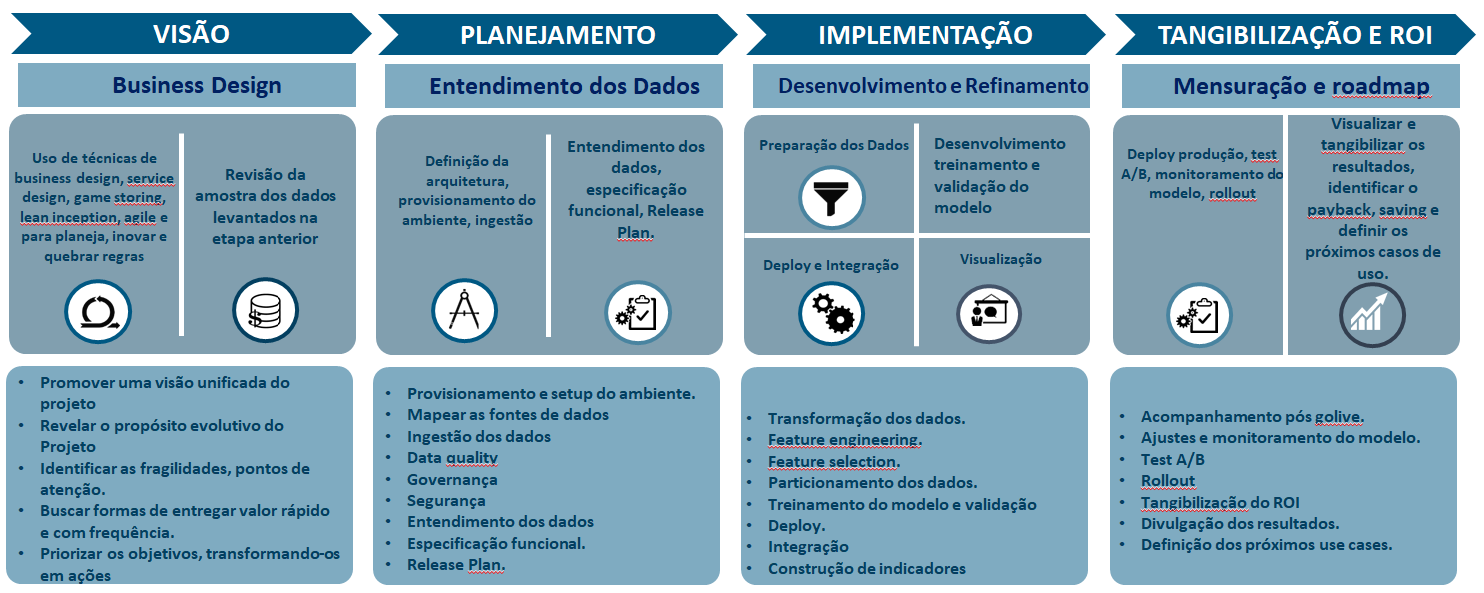 VISÃO
PLANEJAMENTO
IMPLEMENTAÇÃO
TANGIBILIZAÇÃO E ROI
Business Design
Entendimento dos Dados
Desenvolvimento e Refinamento
Mensuração e roadmap
Uso de técnicas de
business design, service
design, game storing,
lean inception, agile e
para planeja, inovar e
quebrar regras
Revisão da
amostra dos dados
levantados na
etapa anterior
Definição da
arquitetura,
provisionamento do
ambiente, ingestão
Entendimento dos
dados,
especificação
funcional, Release
Plan.
Preparação dos Dados
Desenvolvimento
treinamento e
validação do
modelo
Deploy e Integração
Visualização
Deploy produção, test
A/B, monitoramento do
modelo, rollout
Visualizar e
tangibilizar os
resultados,
identificar o
payback, saving e
definir os
próximos casos de
uso.
• Promover uma visão unificada do
projeto
• Revelar o propósito evolutivo do
Projeto
• Identificar as fragilidades, pontos de
atenção.
• Buscar formas de entregar valor rápido
e com frequência.
• Priorizar os objetivos, transformando-os
em ações
• Provisionamento e setup do ambiente.
• Mapear as fontes de dados
• Ingestão dos dados
• Data quality
• Governança
• Segurança
• Entendimento dos dados
• Especificação funcional.
• Release Plan.
• Transformação dos dados.
• Feature engineering.
• Feature selection.
• Particionamento dos dados.
• Treinamento do modelo e validação
• Deploy.
• Integração
• Construção de indicadores
• Acompanhamento pós golive.
• Ajustes e monitoramento do modelo.
• Test A/B
• Rollout
• Tangibilização do ROI
• Divulgação dos resultados.
• Definição dos próximos use cases.